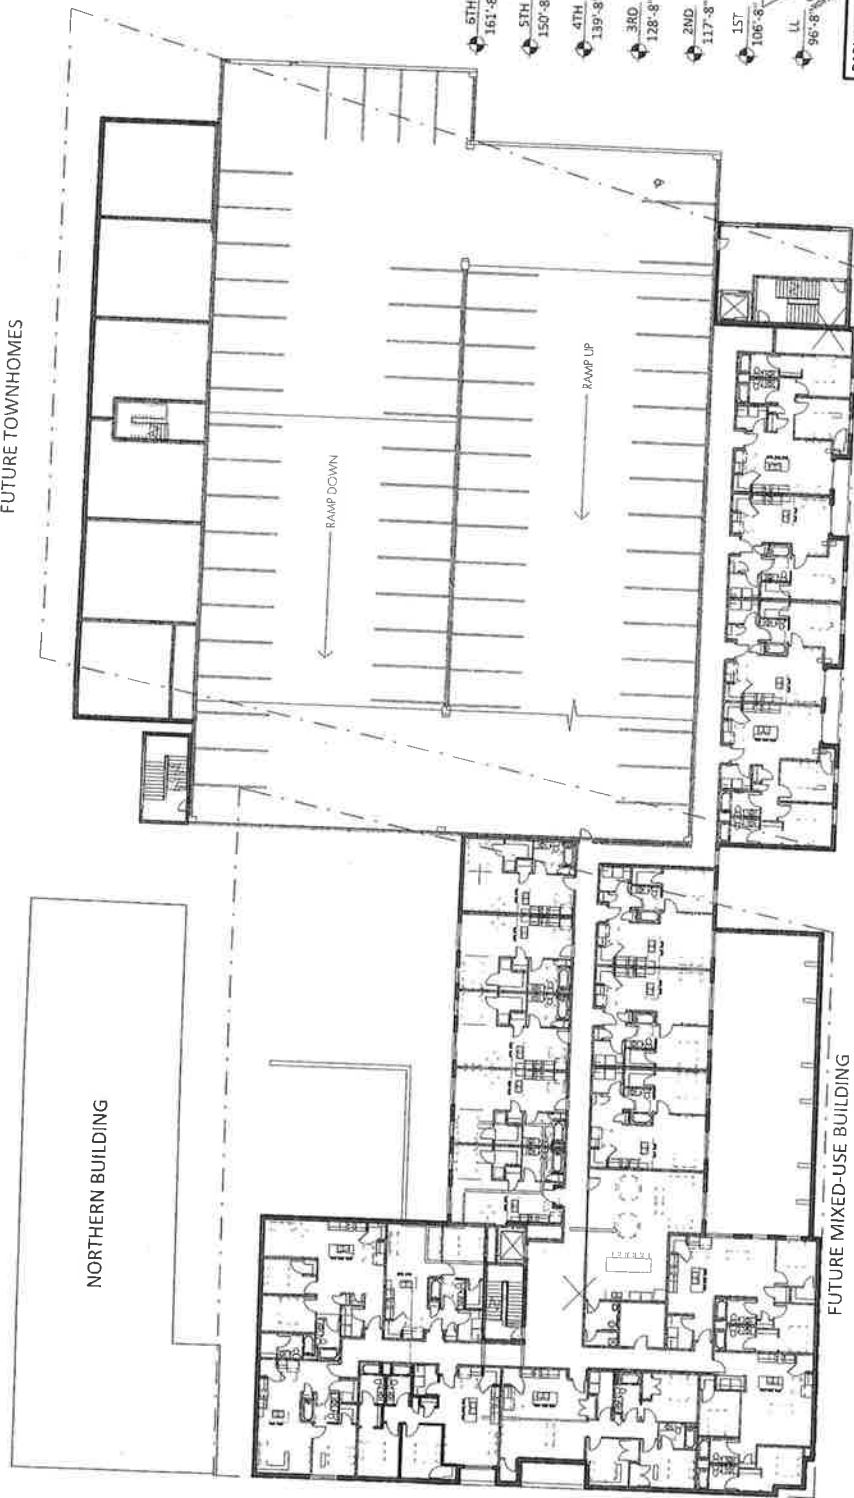 FUTURE TOWNHOMES
6TH
161'-8"
5TH
150'-8"
4TH
139'-8"
3RD
128'-8"
2ND
117'-8"
1ST
106'-8"
LL
96'-8"
RAMP UP
RAMP DOWN
NORTHERN BUILDING
FUTURE MIXED-USE BUILDING